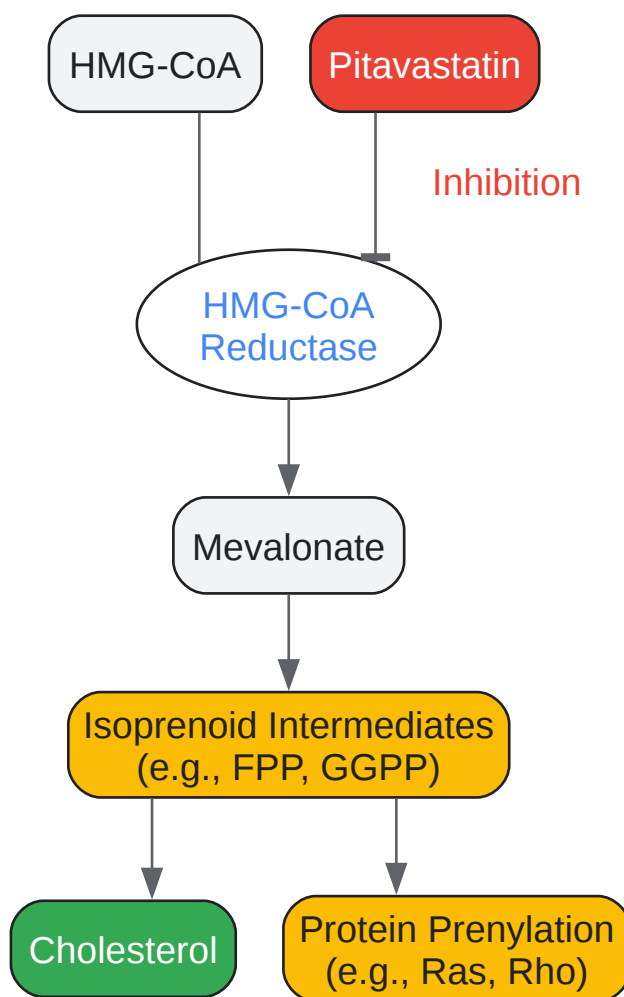 HMG-CoA
Pitavastatin
Inhibition
HMG-CoA
Reductase
Mevalonate
Isoprenoid Intermediates
(e.g., FPP, GGPP)
Cholesterol
Protein Prenylation
(e.g., Ras, Rho)